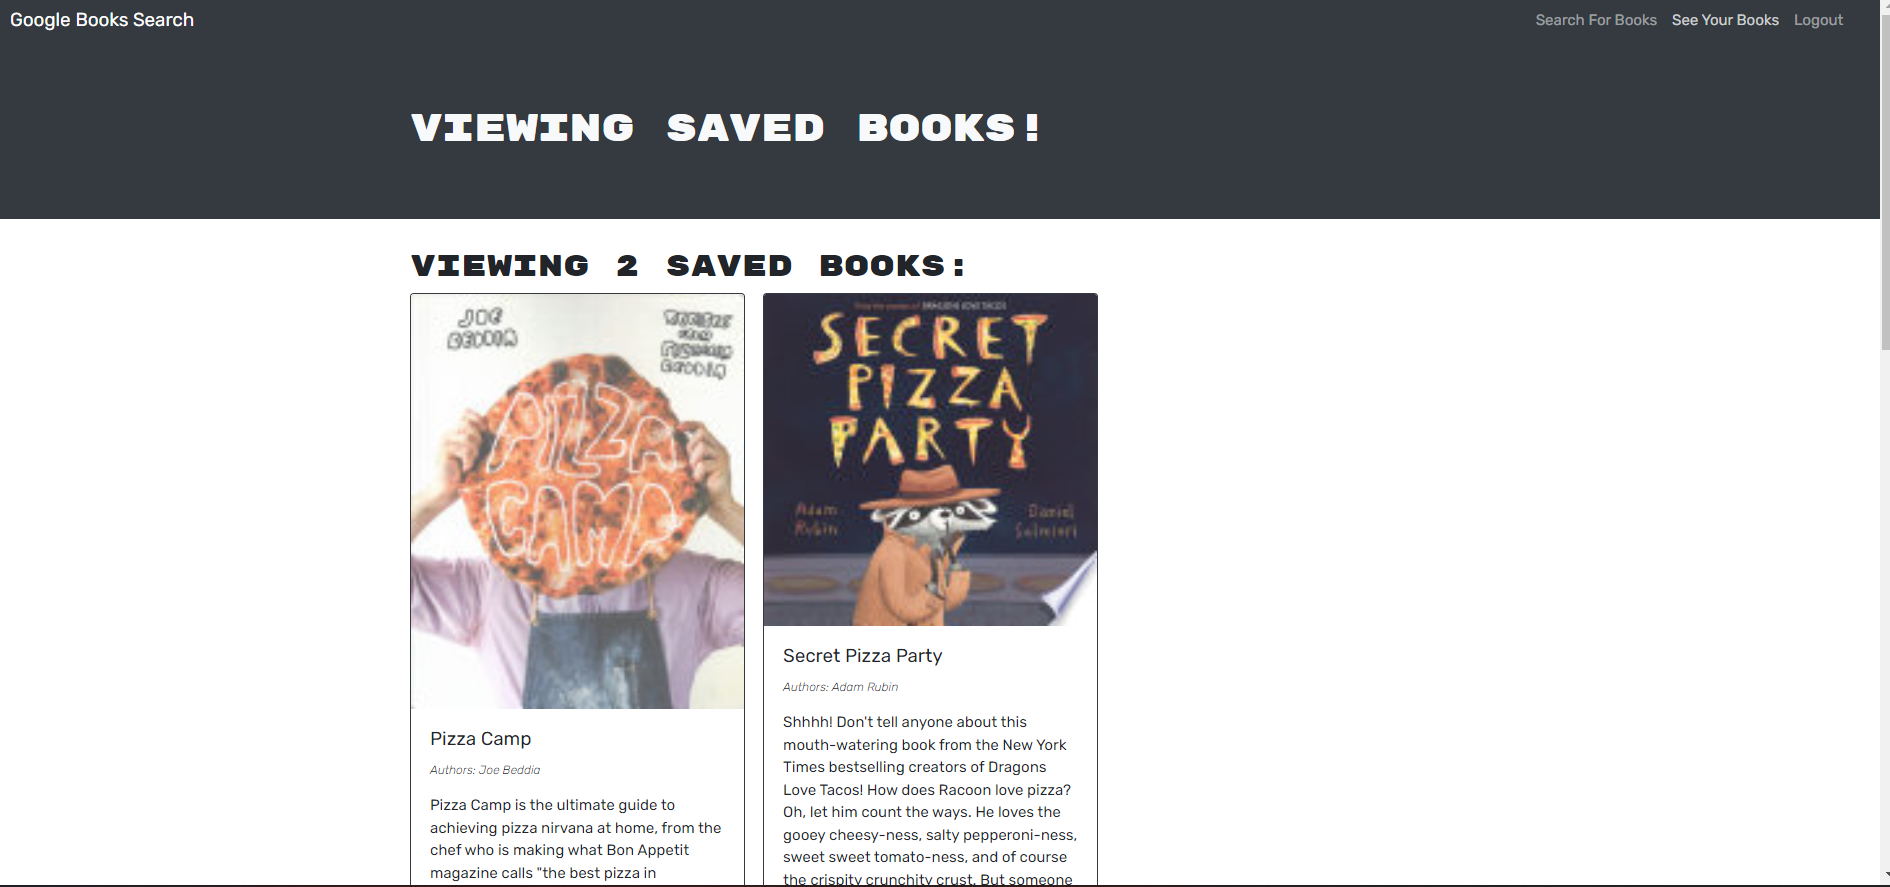 Google Books Search
Search For Books See Your Books Logout
VIEWING SAVED BOOKS!
VIEWING 2 SAVED BOOKS:
JOE
BEDDIA
PIZZA
CAMP
Pizza Camp
Authors: Joe Beddia
Pizza Camp is the ultimate guide to
achieving pizza nirvana at home, from the
chef who is making what Bon Appetit
magazine calls "the best pizza in
SECRET
PIZZA
PARTY
Adam
Rubin
Daniel
Salmieri
Secret Pizza Party
Authors: Adam Rubin
Shhhh! Don't tell anyone about this
mouth-watering book from the New York
Times bestselling creators of Dragons
Love Tacos! How does Racoon love pizza?
Oh, let him count the ways. He loves the
gooey cheesy-ness, salty pepperoni-ness,
sweet sweet tomato-ness, and of course
the crispity crunchity crust. But someone